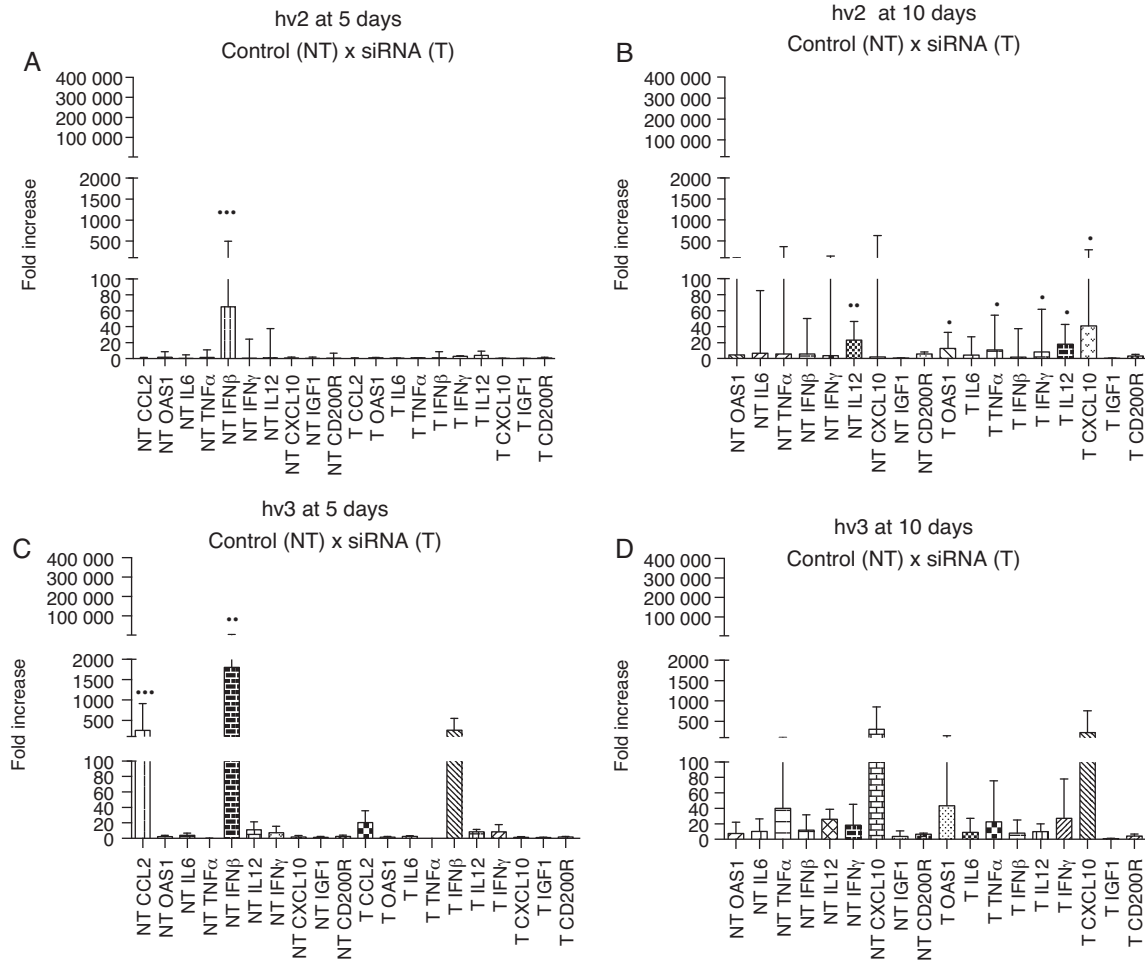 hv2 at 5 days
Control (NT) x siRNA (T)
A
400 000
300 000
200 000
100 000
2000
1500
1000
500
100
80
60
40
20
0
Fold increase
NT CCL2
NT OAS1
NT IL6
NT TNFα
NT IFNβ
NT IFNγ
NT IL12
NT CXCL10
NT IGF1
NT CD200R
T CCL2
T OAS1
T IL6
T TNFα
T IFNβ
T IFNγ
T IL12
T CXCL10
T IGF1
T CD200R
hv2 at 10 days
Control (NT) x siRNA (T)
B
400 000
300 000
200 000
100 000
2000
1500
1000
500
100
80
60
40
20
0
Fold increase
NT OAS1
NT IL6
NT TNFα
NT IFNβ
NT IFNγ
NT IL12
NT CXCL10
NT IGF1
NT CD200R
T OAS1
T IL6
T TNFα
T IFNβ
T IFNγ
T IL12
T CXCL10
T IGF1
T CD200R
hv3 at 5 days
Control (NT) x siRNA (T)
C
400 000
300 000
200 000
100 000
2000
1500
1000
500
100
80
60
40
20
0
Fold increase
NT CCL2
NT OAS1
NT IL6
NT TNFα
NT IFNβ
NT IL12
NT IFNγ
NT CXCL10
NT IGF1
NT CD200R
T CCL2
T OAS1
T IL6
T TNFα
T IFNβ
T IL12
T IFNγ
T CXCL10
T IGF1
T CD200R
hv3 at 10 days
Control (NT) x siRNA (T)
D
400 000
300 000
200 000
100 000
2000
1500
1000
500
100
80
60
40
20
0
Fold increase
NT OAS1
NT IL6
NT TNFα
NT IFNβ
NT IL12
NT IFNγ
NT CXCL10
NT IGF1
NT CD200R
T OAS1
T IL6
T TNFα
T IFNβ
T IL12
T IFNγ
T CXCL10
T IGF1
T CD200R